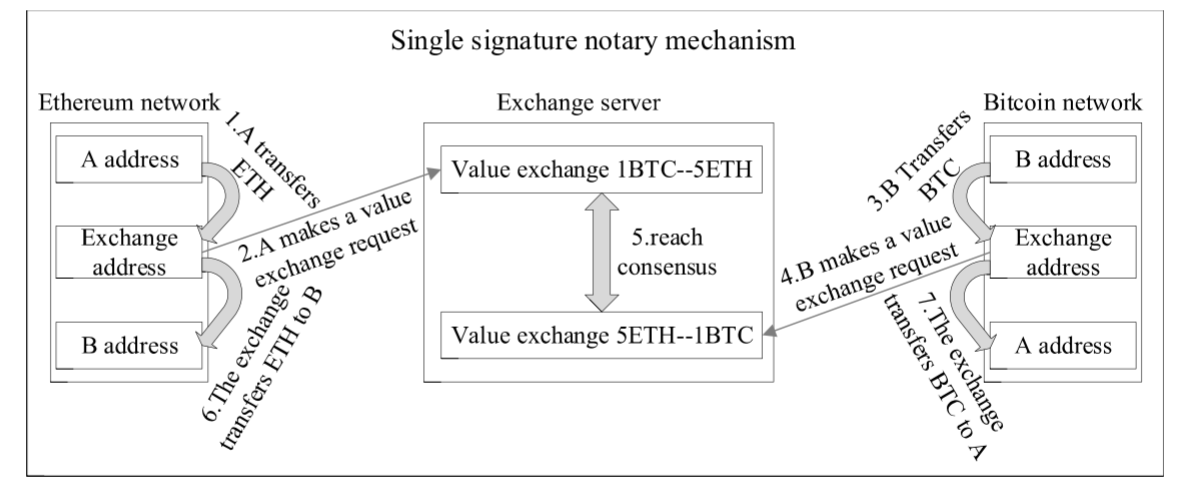 Single signature notary mechanism
Ethereum network
Exchange server
Bitcoin network
A address
Exchange
address
B address
1.A transfers
ETH
2.A makes a value
exchange request
6.The exchange
transfers ETH to B
Value exchange 1BTC--5ETH
5.reach
consensus
Value exchange 5ETH--1BTC
3.B Transfers
BTC
4.B makes a value
exchange request
7.The exchange
transfers BTC to A
B address
Exchange
address
A address